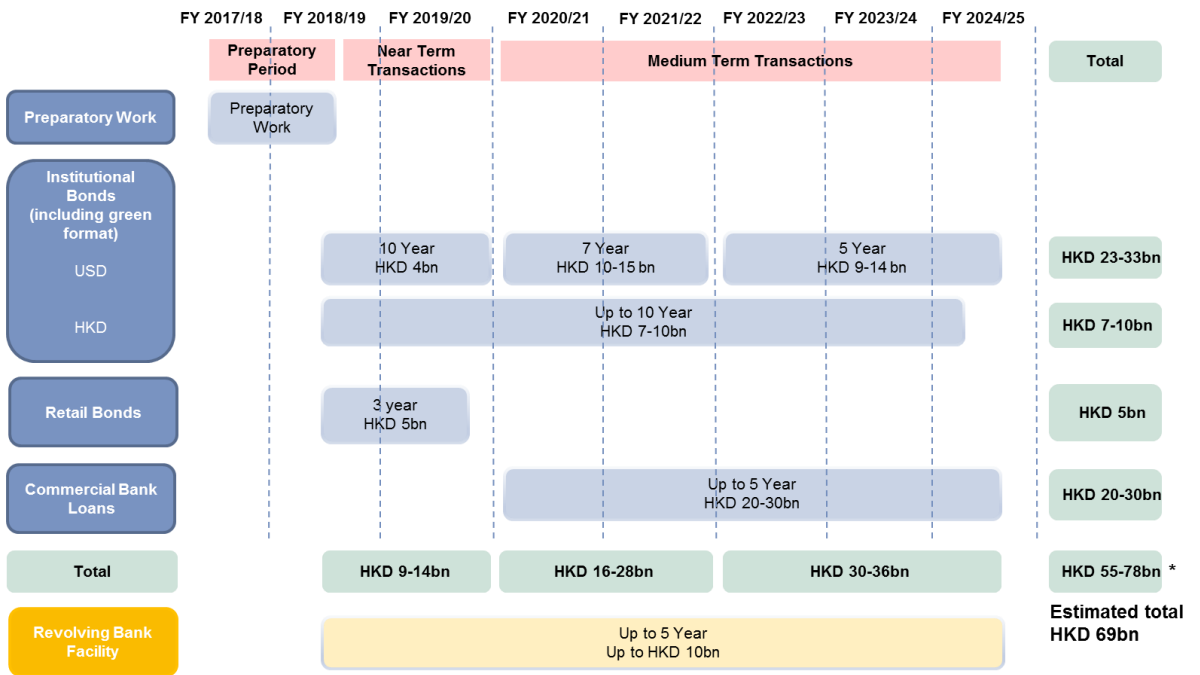 FY 2017/18 FY 2018/19 FY 2019/20 FY 2020/21 FY 2021/22 FY 2022/23 FY 2023/24 FY 2024/25
Preparatory
Period
Near Term
Transactions
Medium Term Transactions
Total
Preparatory Work
Preparatory
Work
Institutional
Bonds
(including green
format)
USD
10 Year
HKD 4bn
7 Year
HKD 10-15 bn
5 Year
HKD 9-14 bn
HKD 23-33bn
HKD
Up to 10 Year
HKD 7-10bn
HKD 7-10bn
Retail Bonds
3 year
HKD 5bn
HKD 5bn
Commercial Bank
Loans
Up to 5 Year
HKD 20-30bn
HKD 20-30bn
Total
HKD 9-14bn
HKD 16-28bn
HKD 30-36bn
HKD 55-78bn *
Estimated total
HKD 69bn
Revolving Bank
Facility
Up to 5 Year
Up to HKD 10bn